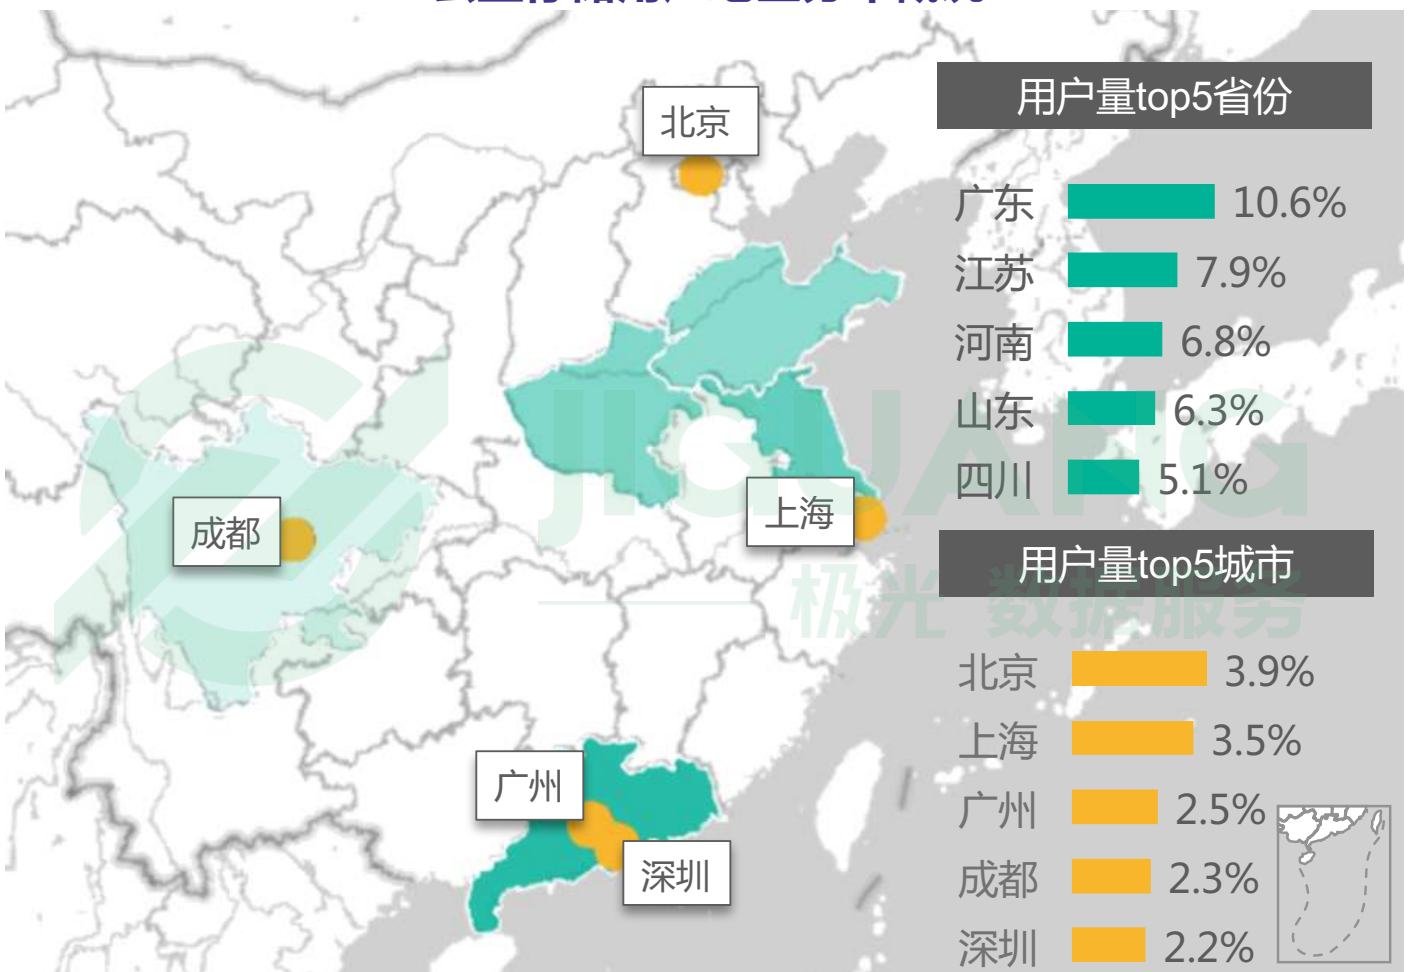 用户量top5省份
北京
广东 10.6%
江苏 7.9%
河南 6.8%
山东 6.3%
四川 5.1%
JIGUANG
上海
成都
用户量top5城市
极光 数据服务
北京 3.9%
上海 3.5%
广州
广州 2.5%
深圳
成都 2.3%
深圳 2.2%